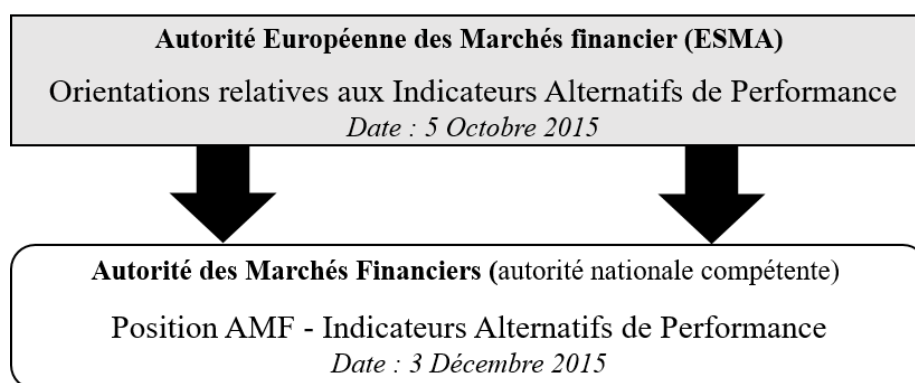 Autorité Européenne des Marchés financier (ESMA)
Orientations relatives aux Indicateurs Alternatifs de Performance
Date : 5 Octobre 2015
Autorité des Marchés Financiers (autorité nationale compétente)
Position AMF - Indicateurs Alternatifs de Performance
Date : 3 Décembre 2015